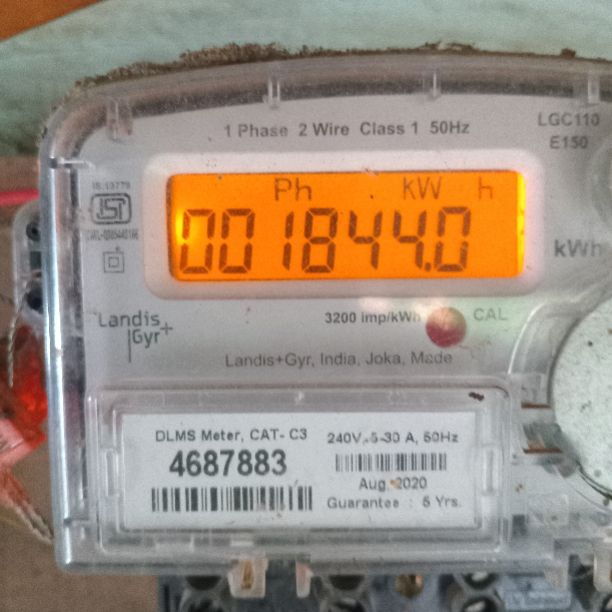 1 Phase 2 Wire Class 1 50Hz
LGC110
E150
IS 13779
Ph kW h
001844.0
kWh
Landis
Gyr+
3200 imp/kWh
CAL
Landis+Gyr, India, Joka, Made
DLMS Meter, CAT- C3
4687883
240V, 5-30 A, 50Hz
Aug. 2020
Guarantee : 5 Yrs.